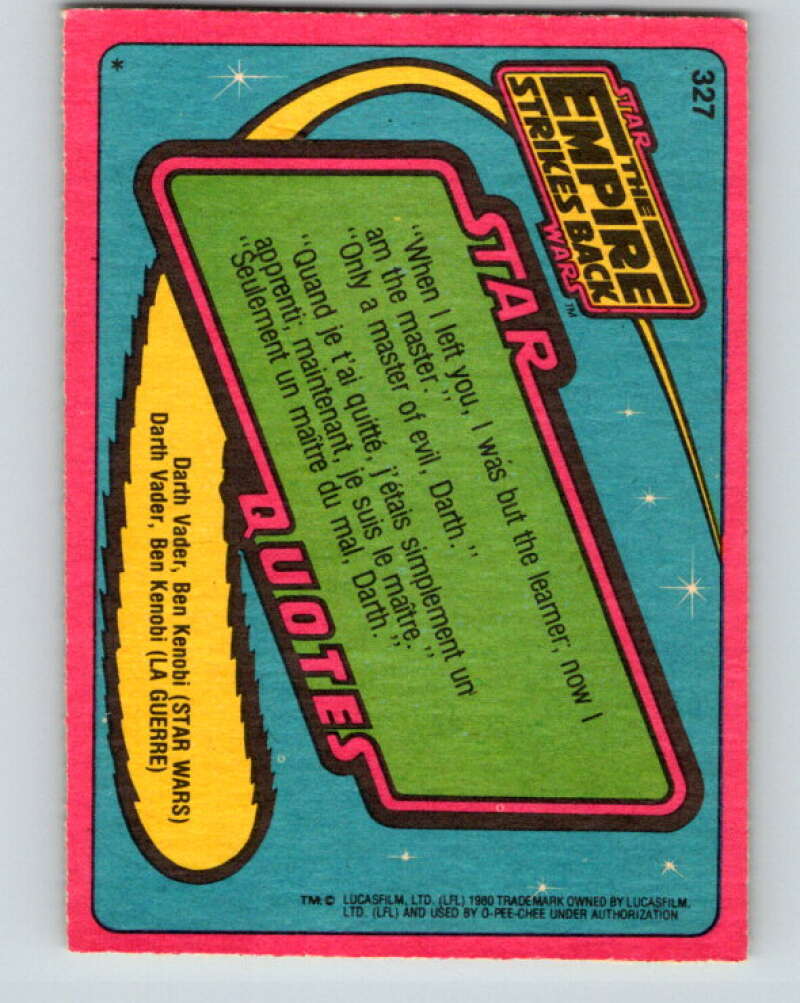 327
STAR
THE
EMPIRE
STRIKES BACK
WARS™
STAR
"When I left you, I was but the learner; now I
am the master."
"Only a master of evil, Darth."
"Quand je t'ai quitté, j'étais simplement un
apprenti; maintenant, je suis le maître."
"Seulement un maître du mal, Darth."
QUOTES
Darth Vader, Ben Kenobi (STAR WARS)
Darth Vader, Ben Kenobi (LA GUERRE)
TM: © LUCASFILM, LTD. (LFL) 1980 TRADEMARK OWNED BY LUCASFILM,
LTD. (LFL) AND USED BY O-PEE-CHEE UNDER AUTHORIZATION
*